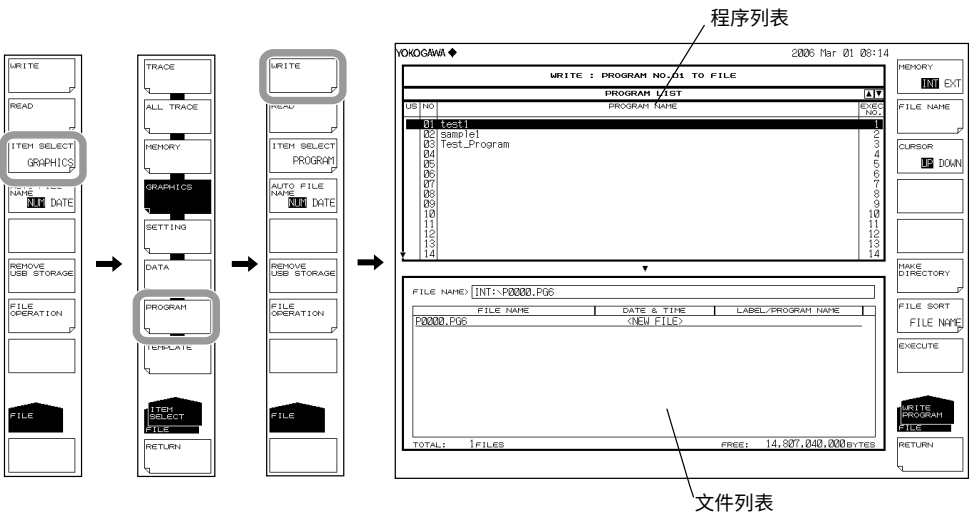 程序列表
WRITE
READ
ITEM SELECT
GRAPHICS
AUTO FILE
NAME
NUM DATE
REMOVE
USB STORAGE
FILE
OPERATION
FILE
TRACE
ALL TRACE
MEMORY
GRAPHICS
SETTING
DATA
PROGRAM
TEMPLATE
ITEM
SELECT
FILE
RETURN
WRITE
READ
ITEM SELECT
PROGRAM
AUTO FILE
NAME
NUM DATE
REMOVE
USB STORAGE
FILE
OPERATION
FILE
YOKOGAWA ◆ 2006 Mar 01 08:14
WRITE : PROGRAM NO.01 TO FILE
PROGRAM LIST ▲ ▼
US NO PROGRAM NAME EXEC NO.
01 test1 1
02 sample1 2
03 Test_Program 3
04 4
05 5
06 6
07 7
08 8
09 9
10 10
11 11
12 12
13 13
14 14
▼
FILE NAME> INT:\P0000.PG6
FILE NAME DATE & TIME LABEL/PROGRAM NAME
P0000.PG6 <NEW FILE>
TOTAL: 1FILES FREE: 14,807,040,000BYTES
MEMORY
INT EXT
FILE NAME
CURSOR
UP DOWN
MAKE
DIRECTORY
FILE SORT
FILE NAME
EXECUTE
WRITE
PROGRAM
FILE
RETURN
文件列表